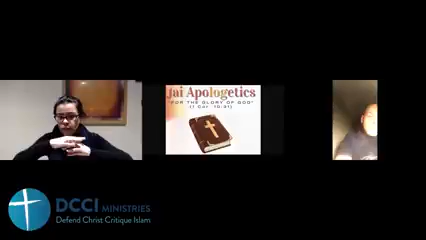 Jai Apologetics
"FOR THE GLORY OF GOD"
(1 Cor. 10:31)
DCCI MINISTRIES
Defend Christ Critique Islam